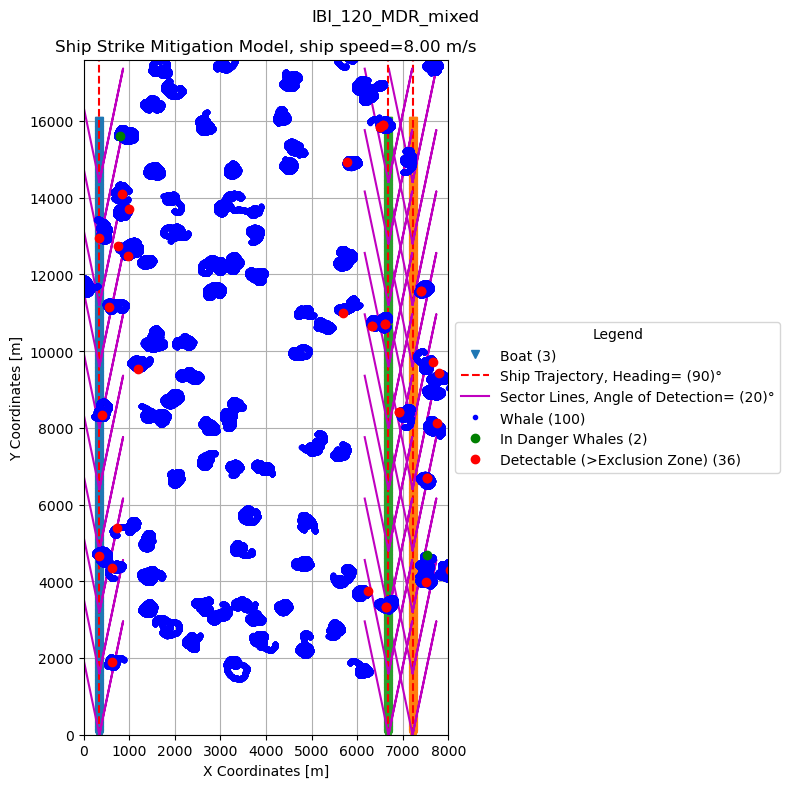 IBI_120_MDR_mixed
Ship Strike Mitigation Model, ship speed=8.00 m/s
16000
14000
12000
10000
8000
6000
4000
2000
0
Y Coordinates [m]
0 1000 2000 3000 4000 5000 6000 7000 8000
X Coordinates [m]
Legend
Boat (3)
Ship Trajectory, Heading= (90)°
Sector Lines, Angle of Detection= (20)°
Whale (100)
In Danger Whales (2)
Detectable (>Exclusion Zone) (36)